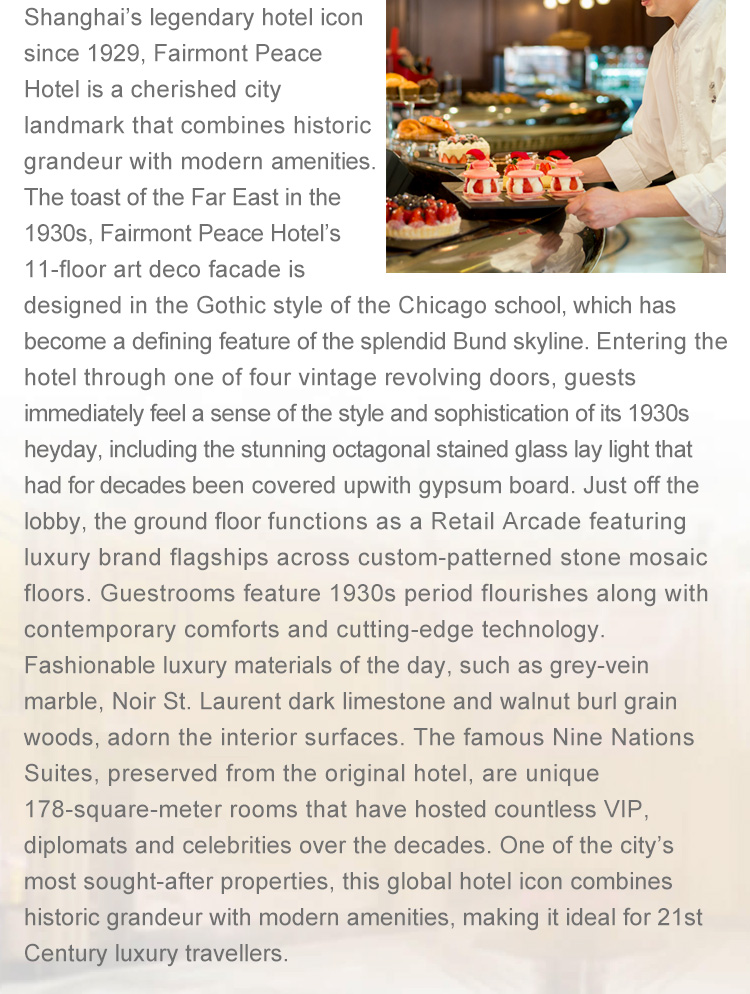 Shanghai’s legendary hotel icon
since 1929, Fairmont Peace
Hotel is a cherished city
landmark that combines historic
grandeur with modern amenities.
The toast of the Far East in the
1930s, Fairmont Peace Hotel’s
11-floor art deco facade is
designed in the Gothic style of the Chicago school, which has
become a defining feature of the splendid Bund skyline. Entering the
hotel through one of four vintage revolving doors, guests
immediately feel a sense of the style and sophistication of its 1930s
heyday, including the stunning octagonal stained glass lay light that
had for decades been covered upwith gypsum board. Just off the
lobby, the ground floor functions as a Retail Arcade featuring
luxury brand flagships across custom-patterned stone mosaic
floors. Guestrooms feature 1930s period flourishes along with
contemporary comforts and cutting-edge technology.
Fashionable luxury materials of the day, such as grey-vein
marble, Noir St. Laurent dark limestone and walnut burl grain
woods, adorn the interior surfaces. The famous Nine Nations
Suites, preserved from the original hotel, are unique
178-square-meter rooms that have hosted countless VIP,
diplomats and celebrities over the decades. One of the city’s
most sought-after properties, this global hotel icon combines
historic grandeur with modern amenities, making it ideal for 21st
Century luxury travellers.